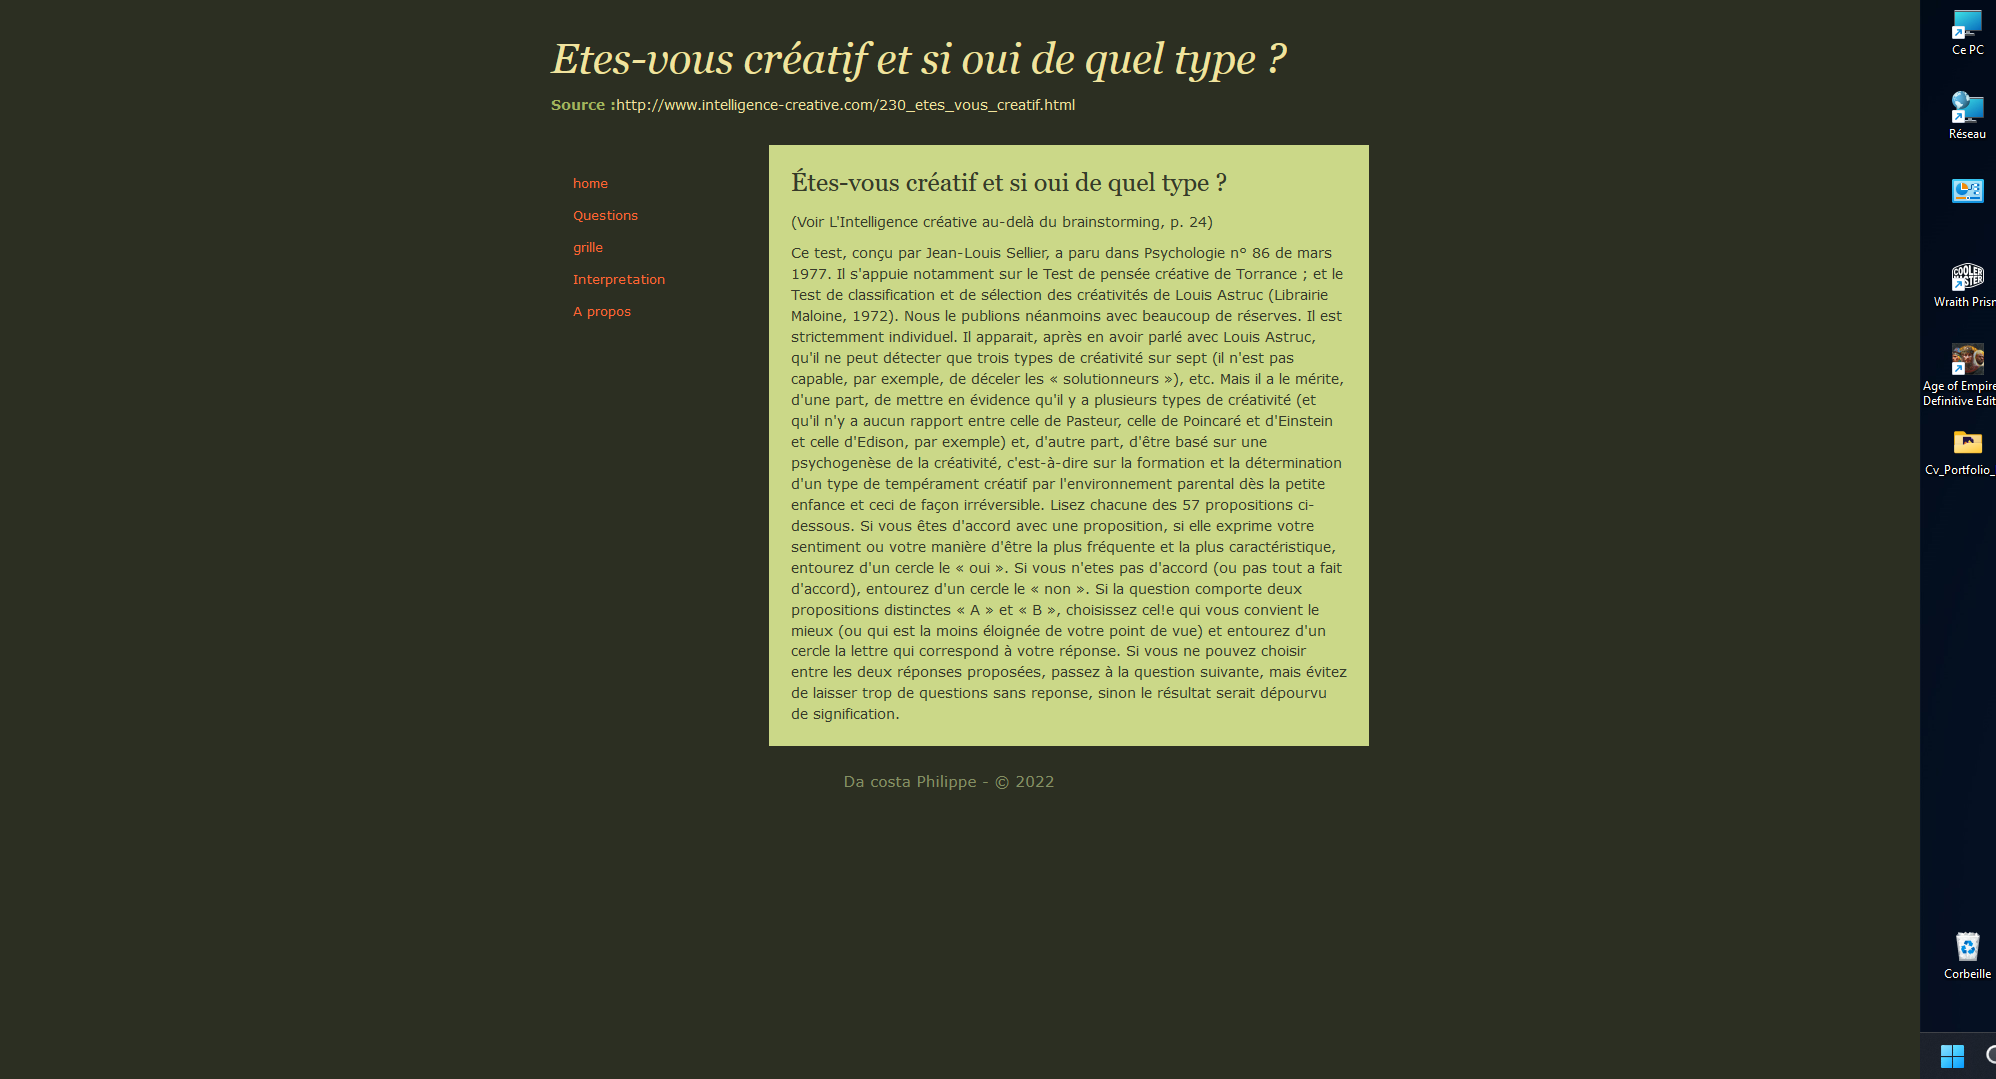 Etes-vous créatif et si oui de quel type ?
Source :http://www.intelligence-creative.com/230_etes_vous_creatif.html
home
Questions
grille
Interpretation
A propos
Étes-vous créatif et si oui de quel type ?
(Voir L'Intelligence créative au-delà du brainstorming, p. 24)
Ce test, conçu par Jean-Louis Sellier, a paru dans Psychologie n° 86 de mars
1977. Il s'appuie notamment sur le Test de pensée créative de Torrance ; et le
Test de classification et de sélection des créativités de Louis Astruc (Librairie
Maloine, 1972). Nous le publions néanmoins avec beaucoup de réserves. Il est
strictemment individuel. Il apparait, après en avoir parlé avec Louis Astruc,
qu'il ne peut détecter que trois types de créativité sur sept (il n'est pas
capable, par exemple, de déceler les « solutionneurs »), etc. Mais il a le mérite,
d'une part, de mettre en évidence qu'il y a plusieurs types de créativité (et
qu'il n'y a aucun rapport entre celle de Pasteur, celle de Poincaré et d'Einstein
et celle d'Edison, par exemple) et, d'autre part, d'être basé sur une
psychogenèse de la créativité, c'est-à-dire sur la formation et la détermination
d'un type de tempérament créatif par l'environnement parental dès la petite
enfance et ceci de façon irréversible. Lisez chacune des 57 propositions ci-
dessous. Si vous êtes d'accord avec une proposition, si elle exprime votre
sentiment ou votre manière d'être la plus fréquente et la plus caractéristique,
entourez d'un cercle le « oui ». Si vous n'etes pas d'accord (ou pas tout a fait
d'accord), entourez d'un cercle le « non ». Si la question comporte deux
propositions distinctes « A » et « B », choisissez cel!e qui vous convient le
mieux (ou qui est la moins éloignée de votre point de vue) et entourez d'un
cercle la lettre qui correspond à votre réponse. Si vous ne pouvez choisir
entre les deux réponses proposées, passez à la question suivante, mais évitez
de laisser trop de questions sans reponse, sinon le résultat serait dépourvu
de signification.
Da costa Philippe - © 2022
Ce PC
Réseau
COOLER MASTER
Wraith Prism
Age of Empire
Definitive Edit
Cv_Portfolio_
Corbeille